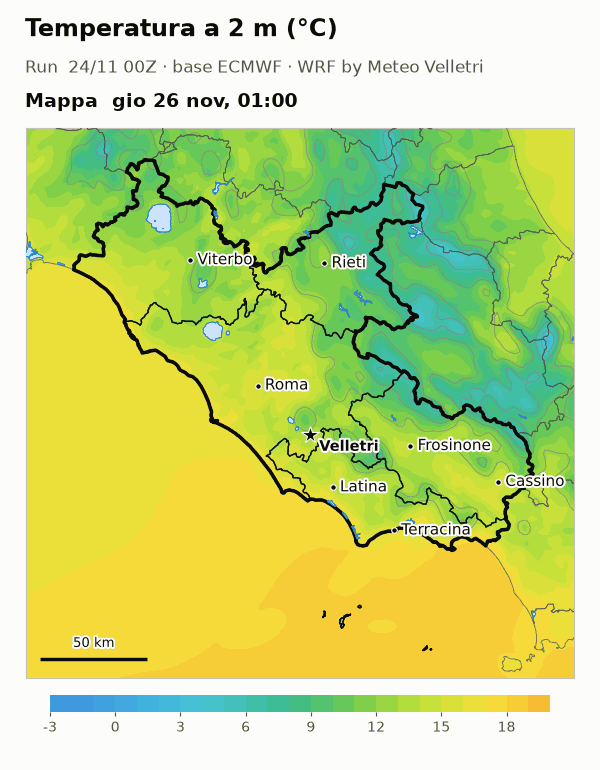 Temperatura a 2 m (°C)
Run 24/11 00Z · base ECMWF · WRF by Meteo Velletri
Mappa gio 26 nov, 01:00
Viterbo
Rieti
Roma
Velletri
Frosinone
Cassino
Latina
Terracina
50 km
-3 0 3 6 9 12 15 18